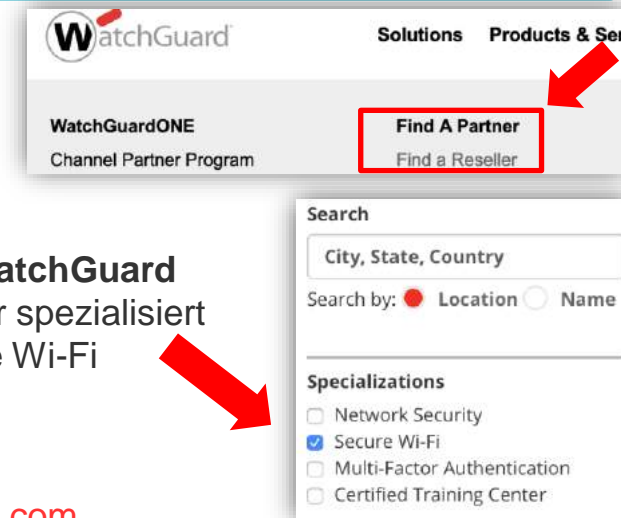 WatchGuard
Solutions Products & Ser
WatchGuardONE
Channel Partner Program
Find A Partner
Find a Reseller
atchGuard
r spezialisiert
e Wi-Fi
.com
Search
City, State, Country
Search by: Location Name
Specializations
Network Security
Secure Wi-Fi
Multi-Factor Authentication
Certified Training Center